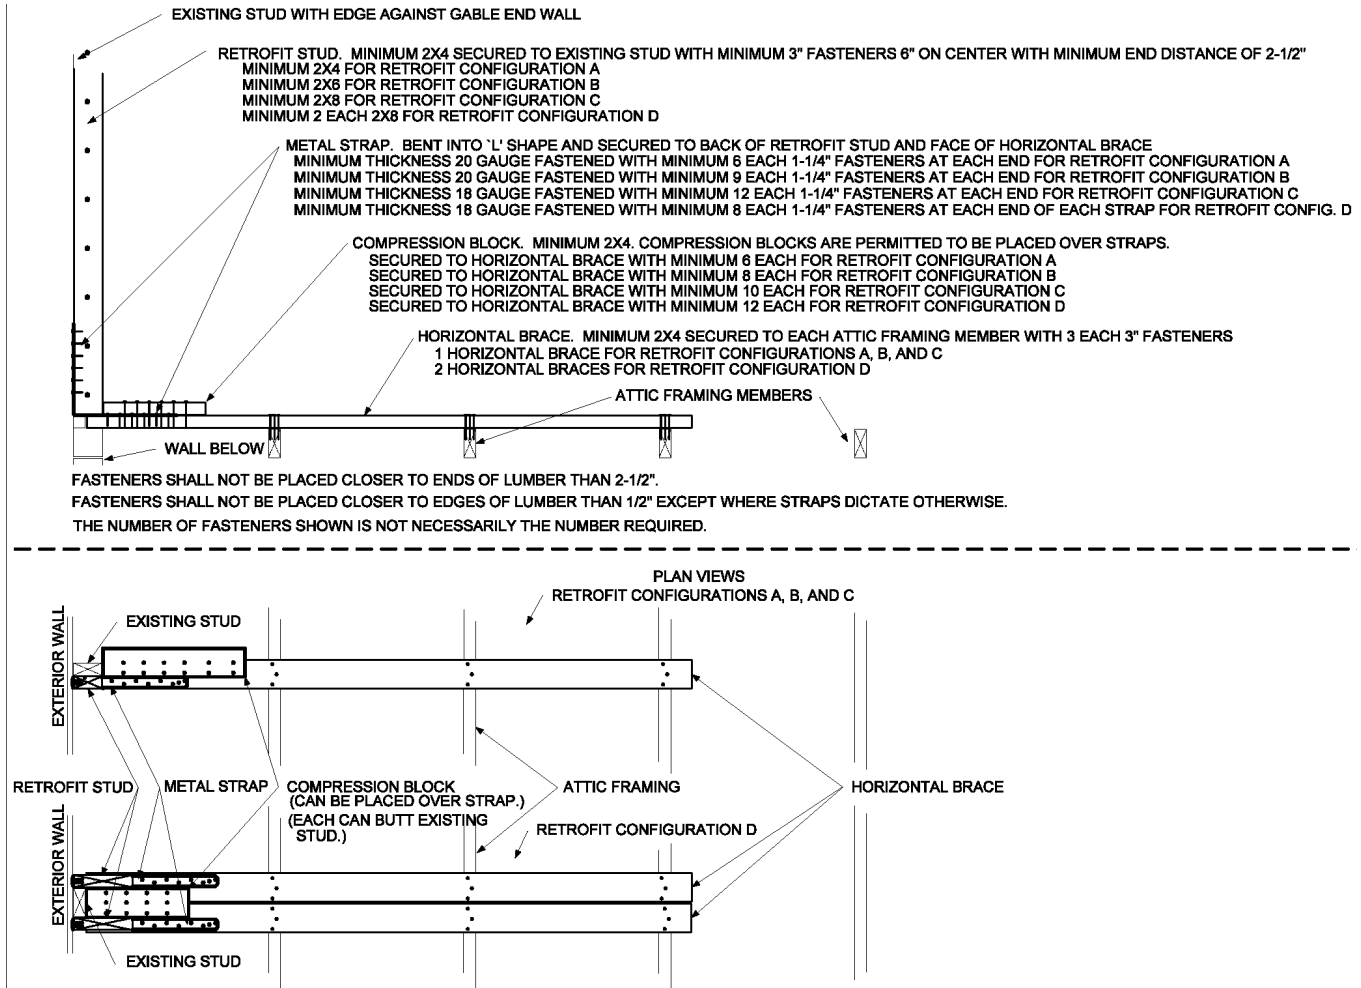 EXISTING STUD WITH EDGE AGAINST GABLE END WALL
RETROFIT STUD. MINIMUM 2X4 SECURED TO EXISTING STUD WITH MINIMUM 3" FASTENERS 6" ON CENTER WITH MINIMUM END DISTANCE OF 2-1/2"
MINIMUM 2X4 FOR RETROFIT CONFIGURATION A
MINIMUM 2X6 FOR RETROFIT CONFIGURATION B
MINIMUM 2X8 FOR RETROFIT CONFIGURATION C
MINIMUM 2 EACH 2X8 FOR RETROFIT CONFIGURATION D
METAL STRAP. BENT INTO `L' SHAPE AND SECURED TO BACK OF RETROFIT STUD AND FACE OF HORIZONTAL BRACE
MINIMUM THICKNESS 20 GAUGE FASTENED WITH MINIMUM 6 EACH 1-1/4" FASTENERS AT EACH END FOR RETROFIT CONFIGURATION A
MINIMUM THICKNESS 20 GAUGE FASTENED WITH MINIMUM 9 EACH 1-1/4" FASTENERS AT EACH END FOR RETROFIT CONFIGURATION B
MINIMUM THICKNESS 18 GAUGE FASTENED WITH MINIMUM 12 EACH 1-1/4" FASTENERS AT EACH END FOR RETROFIT CONFIGURATION C
MINIMUM THICKNESS 18 GAUGE FASTENED WITH MINIMUM 8 EACH 1-1/4" FASTENERS AT EACH END OF EACH STRAP FOR RETROFIT CONFIG. D
COMPRESSION BLOCK. MINIMUM 2X4. COMPRESSION BLOCKS ARE PERMITTED TO BE PLACED OVER STRAPS.
SECURED TO HORIZONTAL BRACE WITH MINIMUM 6 EACH FOR RETROFIT CONFIGURATION A
SECURED TO HORIZONTAL BRACE WITH MINIMUM 8 EACH FOR RETROFIT CONFIGURATION B
SECURED TO HORIZONTAL BRACE WITH MINIMUM 10 EACH FOR RETROFIT CONFIGURATION C
SECURED TO HORIZONTAL BRACE WITH MINIMUM 12 EACH FOR RETROFIT CONFIGURATION D
HORIZONTAL BRACE. MINIMUM 2X4 SECURED TO EACH ATTIC FRAMING MEMBER WITH 3 EACH 3" FASTENERS
1 HORIZONTAL BRACE FOR RETROFIT CONFIGURATIONS A, B, AND C
2 HORIZONTAL BRACES FOR RETROFIT CONFIGURATION D
ATTIC FRAMING MEMBERS
WALL BELOW
FASTENERS SHALL NOT BE PLACED CLOSER TO ENDS OF LUMBER THAN 2-1/2".
FASTENERS SHALL NOT BE PLACED CLOSER TO EDGES OF LUMBER THAN 1/2" EXCEPT WHERE STRAPS DICTATE OTHERWISE.
THE NUMBER OF FASTENERS SHOWN IS NOT NECESSARILY THE NUMBER REQUIRED.
PLAN VIEWS
RETROFIT CONFIGURATIONS A, B, AND C
EXISTING STUD
EXTERIOR WALL
RETROFIT STUD
METAL STRAP
COMPRESSION BLOCK
(CAN BE PLACED OVER STRAP.)
(EACH CAN BUTT EXISTING
STUD.)
ATTIC FRAMING
HORIZONTAL BRACE
RETROFIT CONFIGURATION D
EXTERIOR WALL
EXISTING STUD